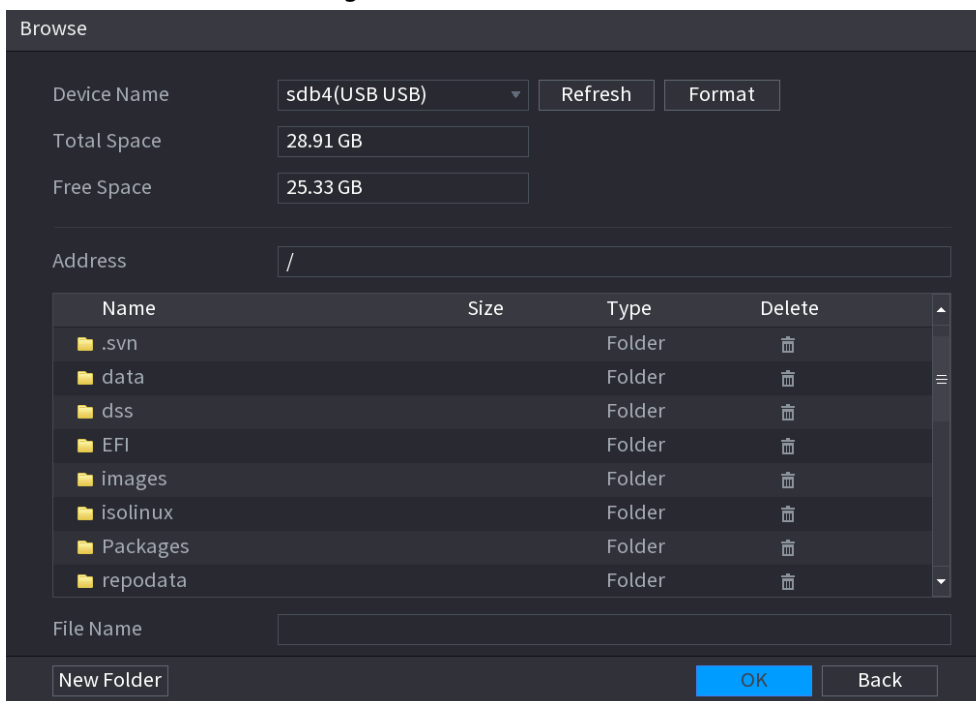 Browse
Device Name sdb4(USB USB) Refresh Format
Total Space 28.91 GB
Free Space 25.33 GB
Address /
Name Size Type Delete
.svn Folder
data Folder
dss Folder
EFI Folder
images Folder
isolinux Folder
Packages Folder
repodata Folder
File Name
New Folder OK Back